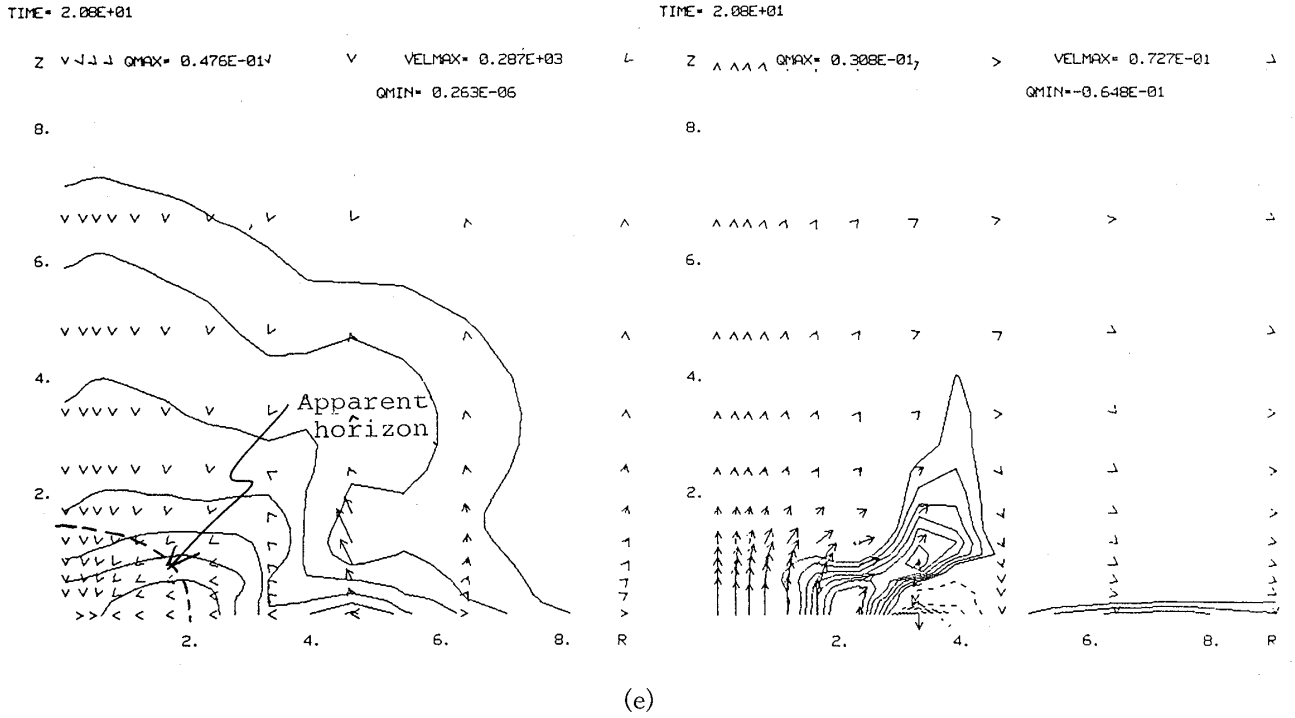 TIME= 2.08E+01
Z QMAX= 0.476E-01 VELMAX= 0.287E+03
QMIN= 0.263E-06
8.
6.
4.
Apparent
horizon
2.
2. 4. 6. 8. R
TIME= 2.08E+01
Z QMAX= 0.308E-01 VELMAX= 0.727E-01
QMIN=-0.648E-01
8.
6.
4.
2.
2. 4. 6. 8. R
(e)